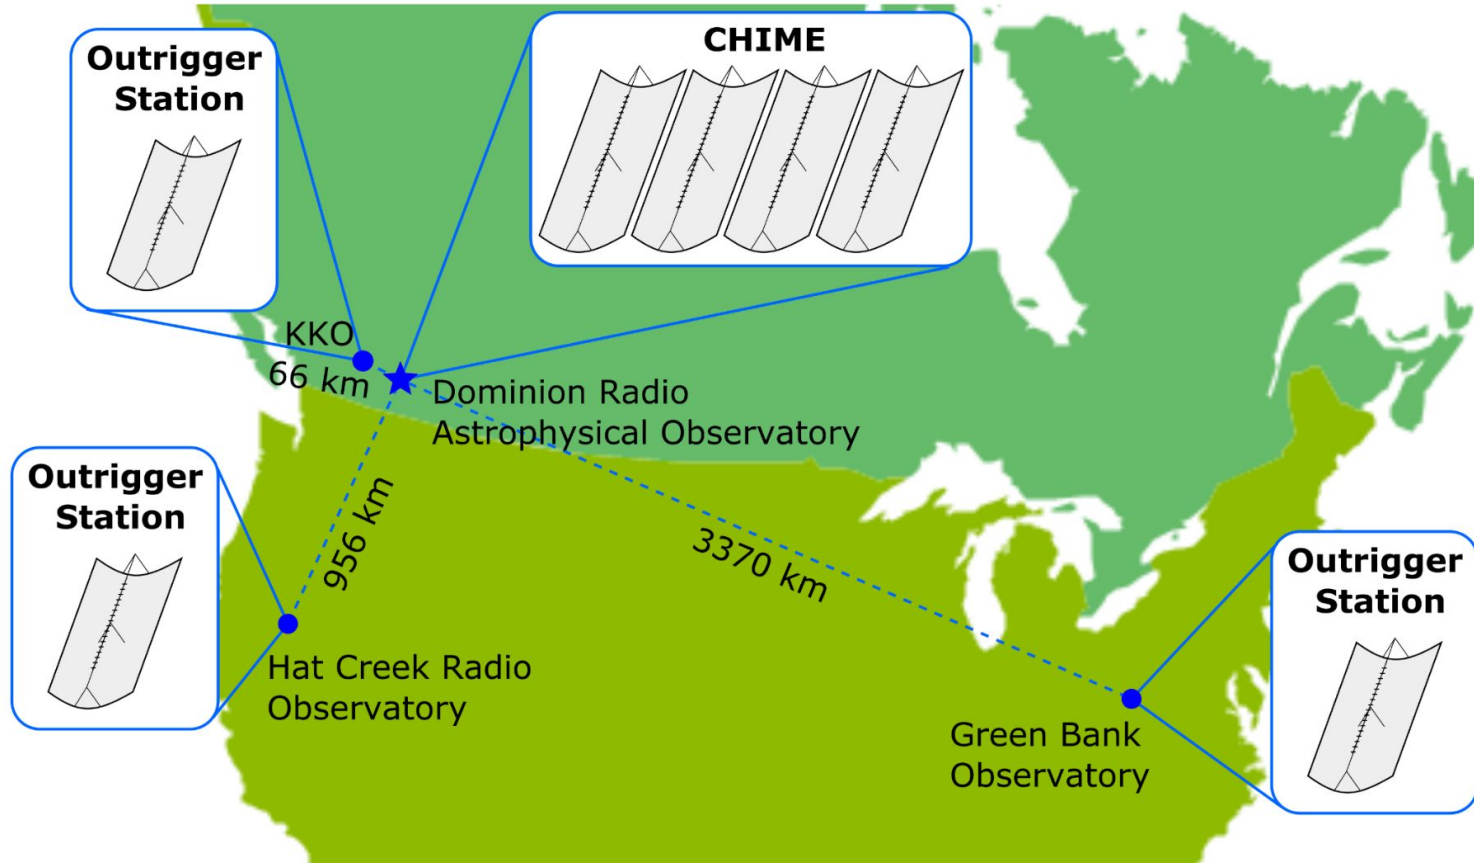 Outrigger
Station
CHIME
KKO
66 km
Dominion Radio
Astrophysical Observatory
Outrigger
Station
956 km
3370 km
Outrigger
Station
Hat Creek Radio
Observatory
Green Bank
Observatory